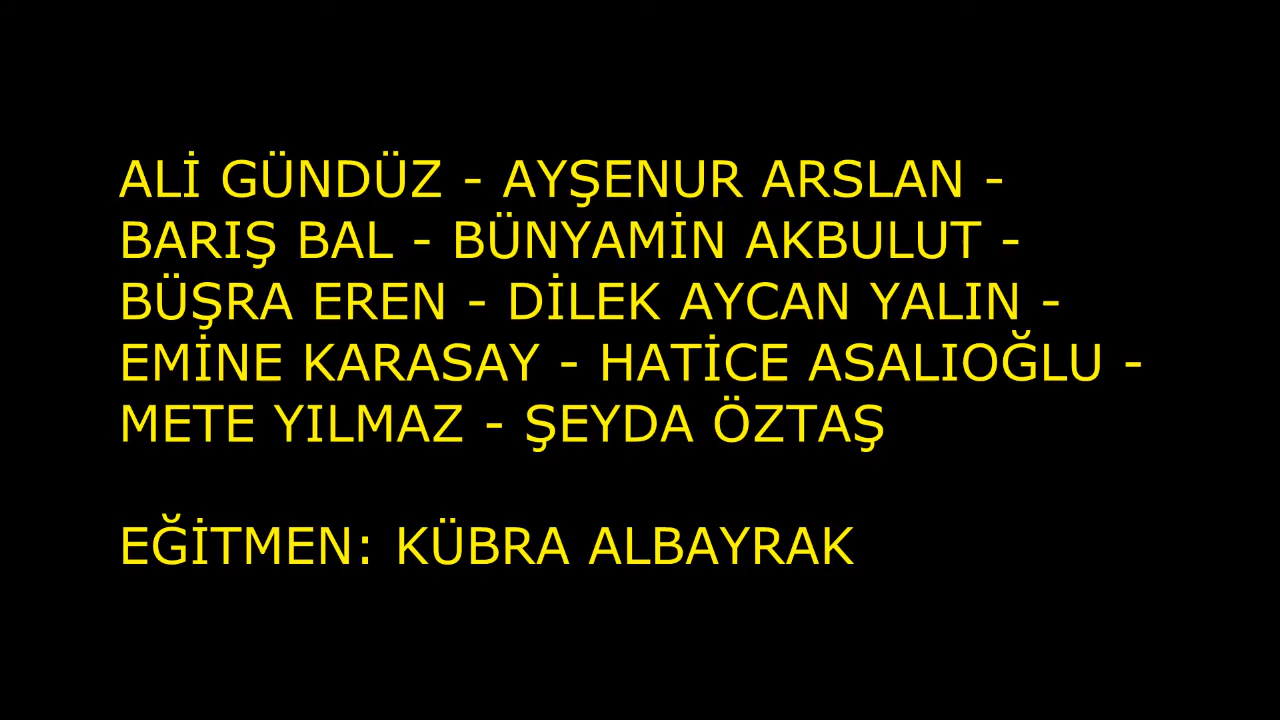 ALİ GÜNDÜZ - AYŞENUR ARSLAN -
BARIŞ BAL - BÜNYAMİN AKBULUT -
BÜŞRA EREN - DİLEK AYCAN YALIN -
EMİNE KARASAY - HATİCE ASALIOĞLU -
METE YILMAZ - ŞEYDA ÖZTAŞ
EĞİTMEN: KÜBRA ALBAYRAK